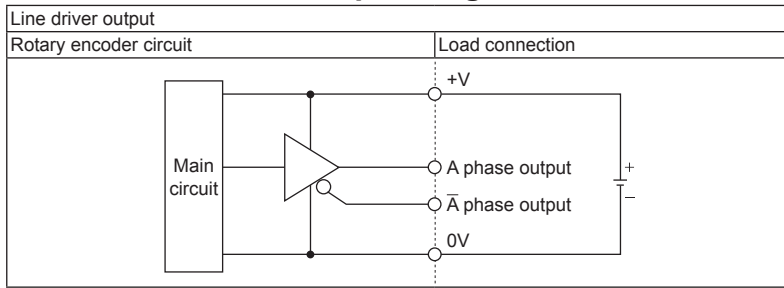 Line driver output
Rotary encoder circuit
Load connection
+V
Main
circuit
A phase output
+
A̅ phase output
−
0V